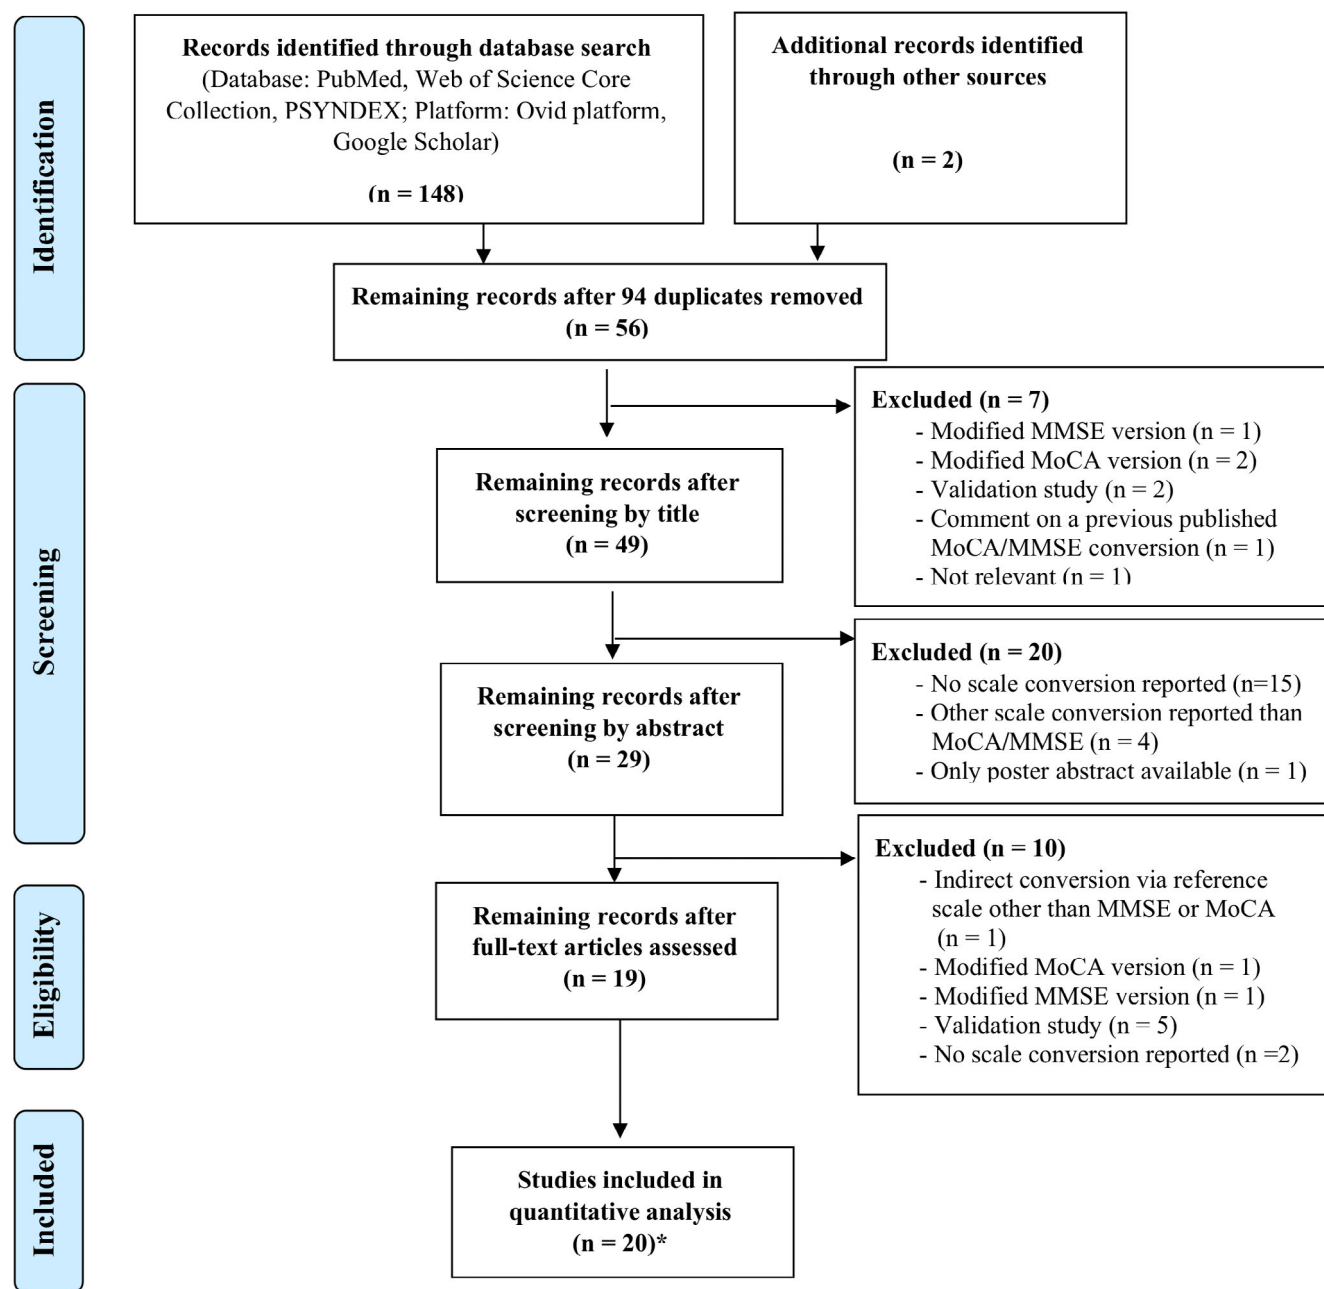 Identification
Records identified through database search
(Database: PubMed, Web of Science Core
Collection, PSYNDEX; Platform: Ovid platform,
Google Scholar)
(n = 148)
Additional records identified
through other sources
(n = 2)
Remaining records after 94 duplicates removed
(n = 56)
Screening
Excluded (n = 7)
- Modified MMSE version (n = 1)
- Modified MoCA version (n = 2)
- Validation study (n = 2)
- Comment on a previous published
MoCA/MMSE conversion (n = 1)
- Not relevant (n = 1)
Remaining records after
screening by title
(n = 49)
Excluded (n = 20)
- No scale conversion reported (n=15)
- Other scale conversion reported than
MoCA/MMSE (n = 4)
- Only poster abstract available (n = 1)
Remaining records after
screening by abstract
(n = 29)
Excluded (n = 10)
- Indirect conversion via reference
scale other than MMSE or MoCA
(n = 1)
- Modified MoCA version (n = 1)
- Modified MMSE version (n = 1)
- Validation study (n = 5)
- No scale conversion reported (n =2)
Eligibility
Remaining records after
full-text articles assessed
(n = 19)
Included
Studies included in
quantitative analysis
(n = 20)*